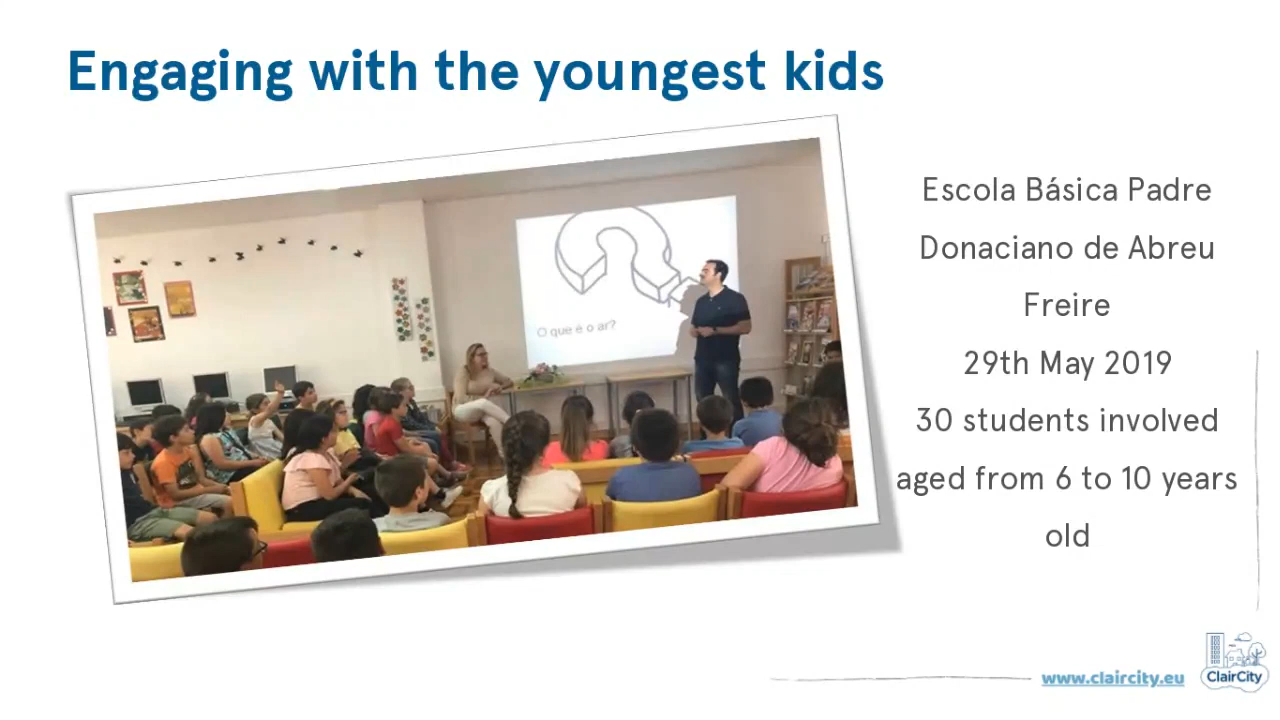 Engaging with the youngest kids
O que é o ar?
Escola Básica Padre
Donaciano de Abreu
Freire
29th May 2019
30 students involved
aged from 6 to 10 years
old
www.claircity.eu
ClairCity